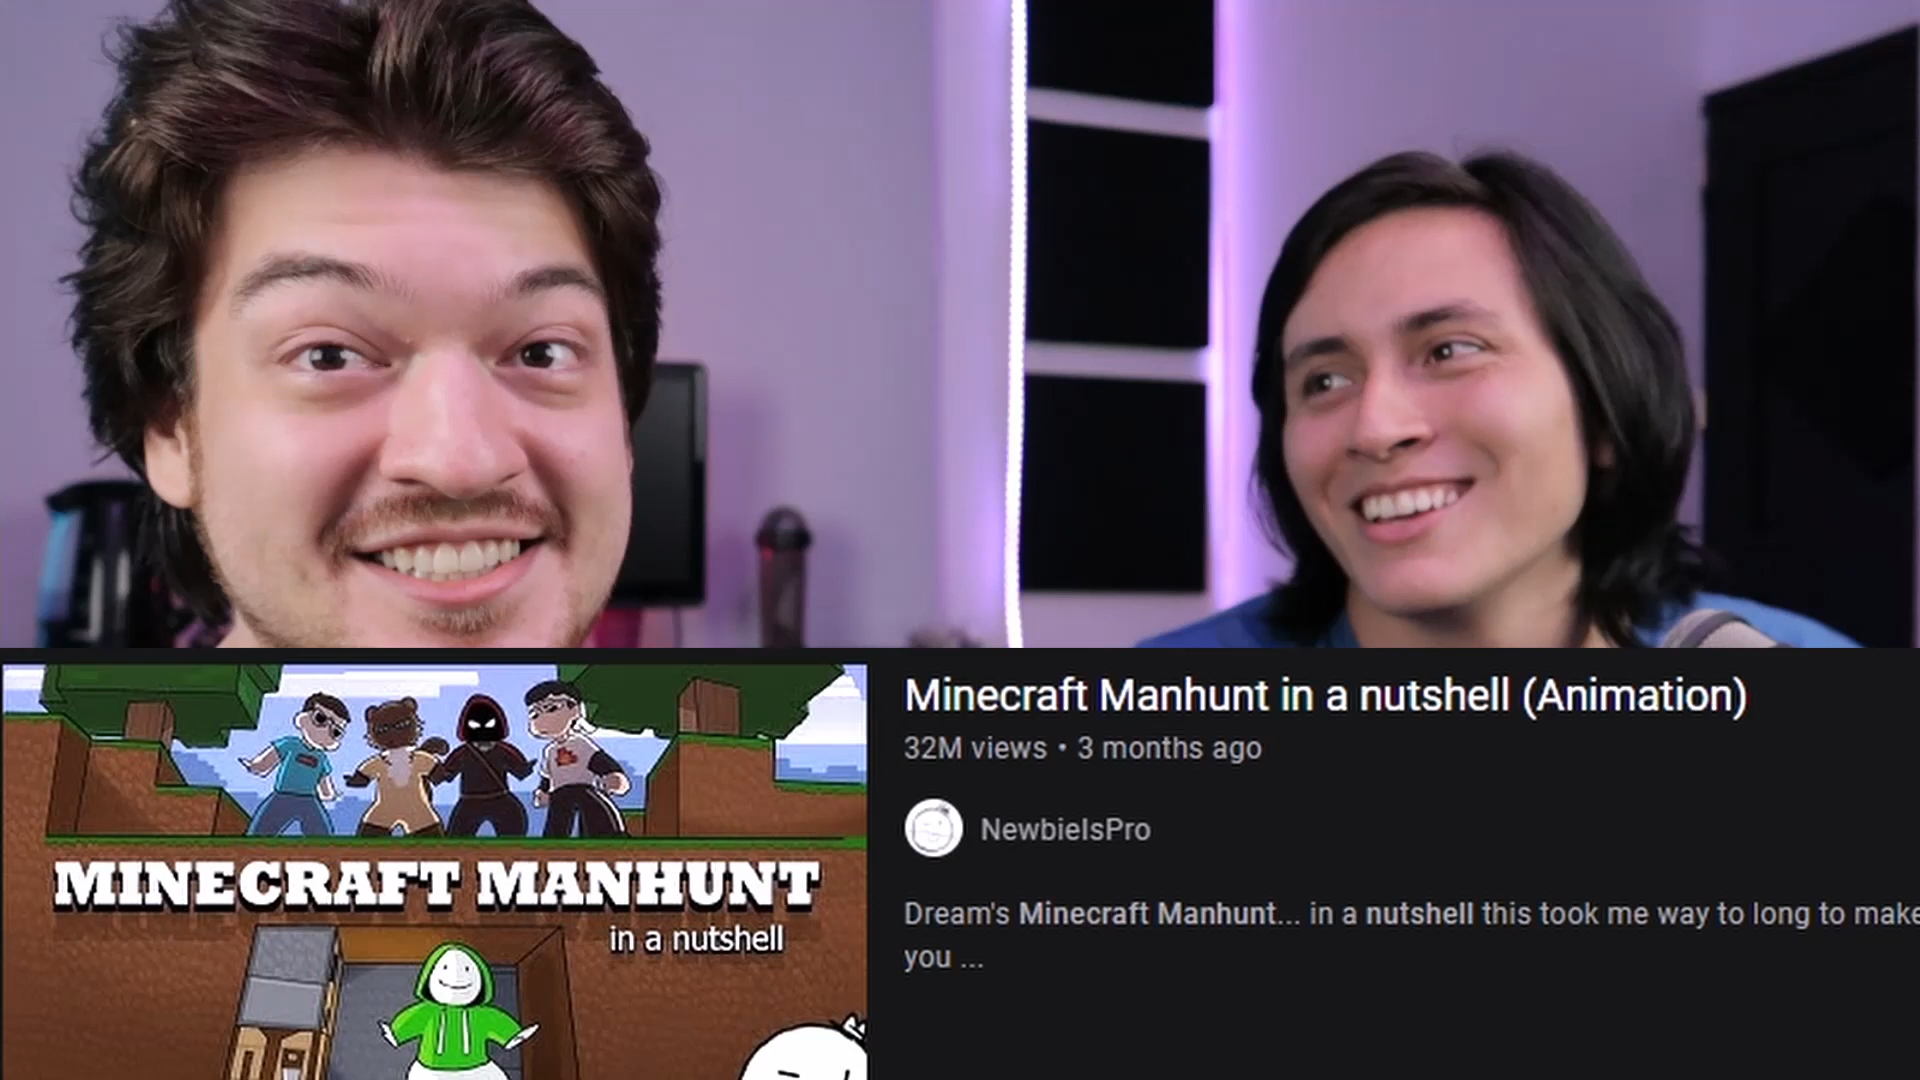 Minecraft Manhunt in a nutshell (Animation)
32M views • 3 months ago
NewbieIsPro
Dream's Minecraft Manhunt... in a nutshell this took me way to long to make
you ...
MINECRAFT MANHUNT
in a nutshell